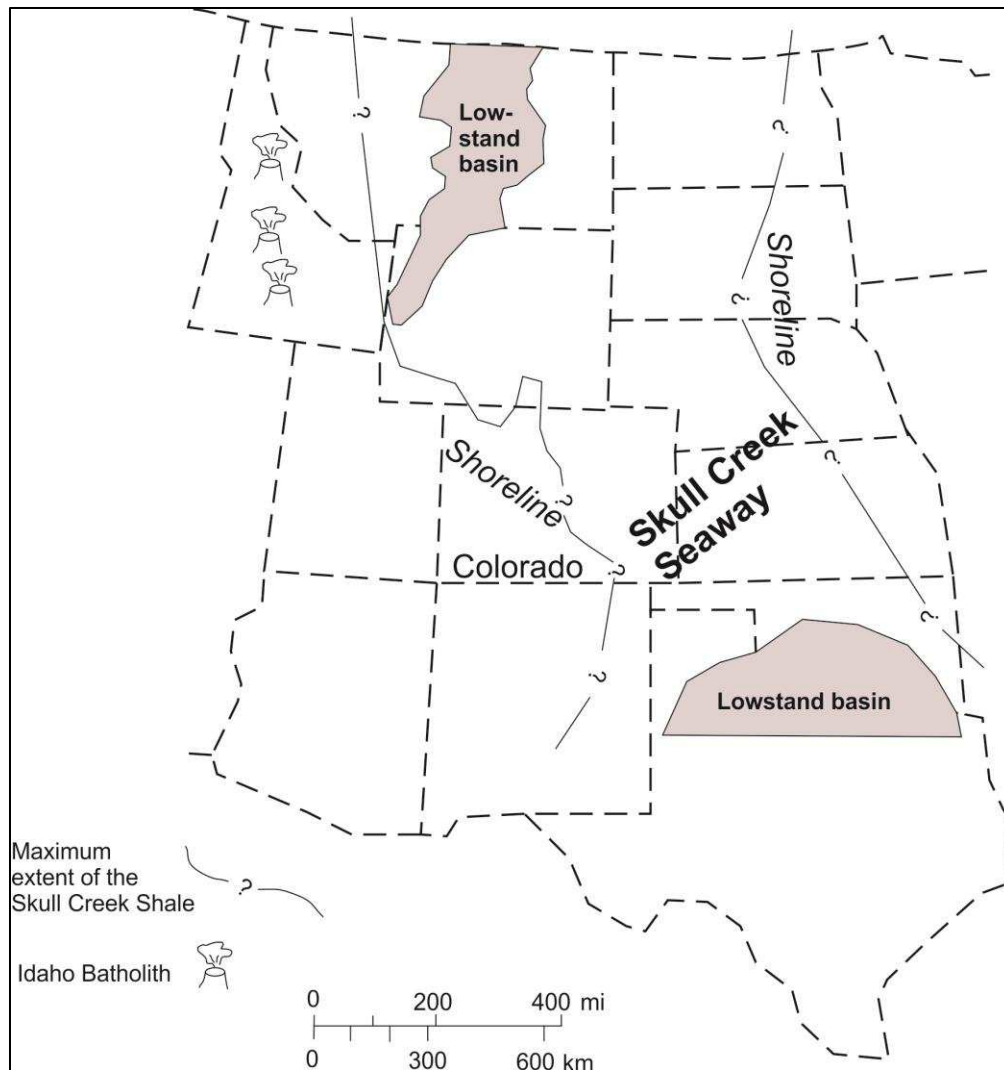 Low-
stand
basin
?
?
?
Shoreline
?
Skull Creek
Seaway
Shoreline
?
?
Colorado
?
?
?
Lowstand basin
Maximum
extent of the
Skull Creek Shale
?
Idaho Batholith
0 200 400 mi
0 300 600 km